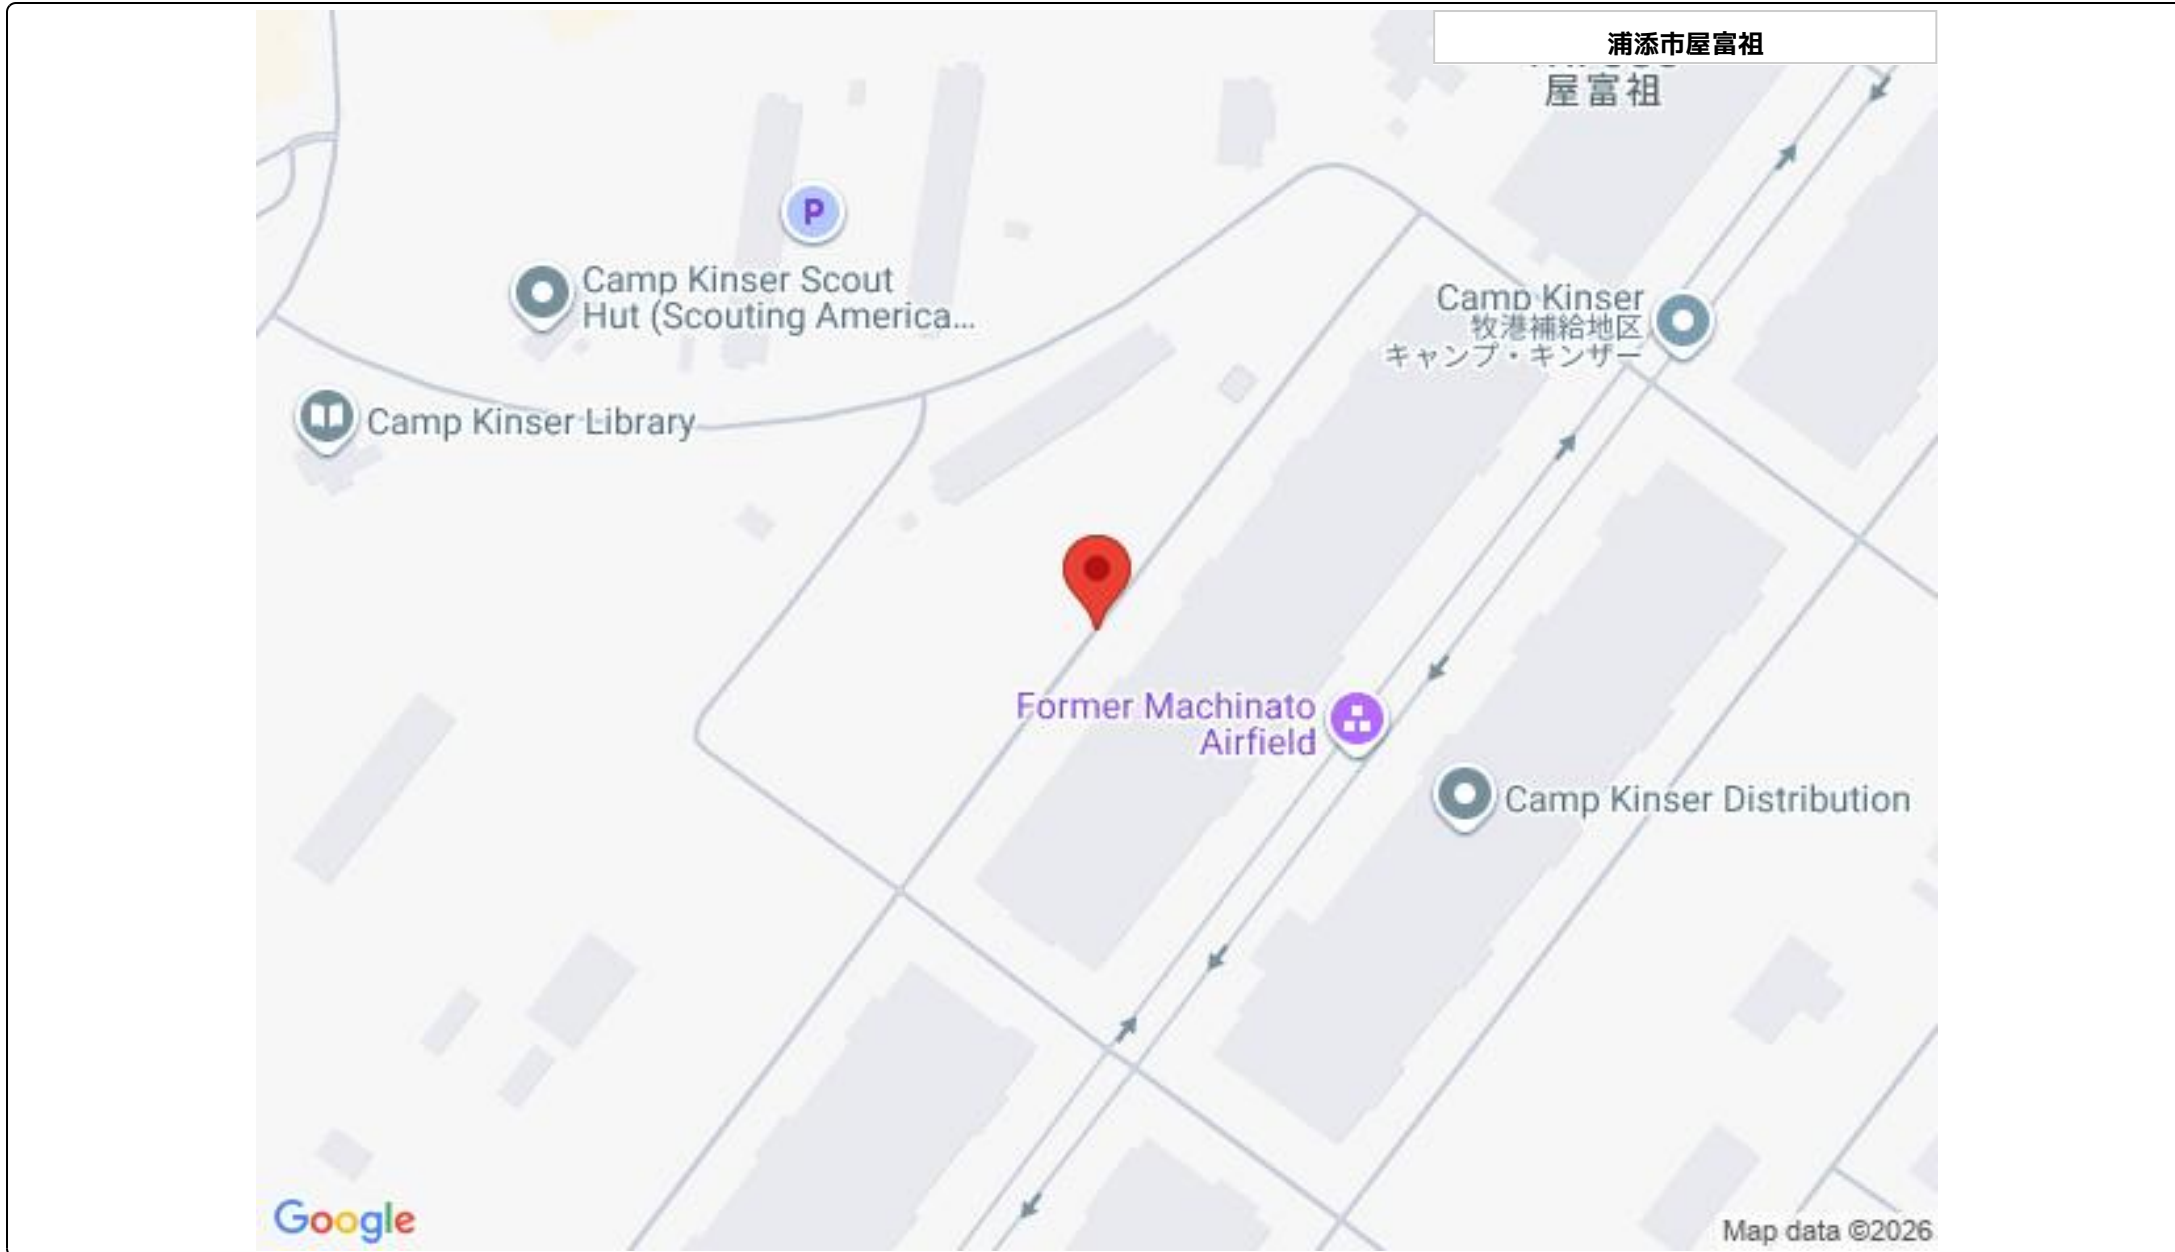 浦添市屋富祖
屋富祖
P
Camp Kinser Scout
Hut (Scouting America...
Camp Kinser
牧港補給地区
キャンプ・キンザー
Camp Kinser Library
Former Machinato
Airfield
Camp Kinser Distribution
Google
Map data ©2026